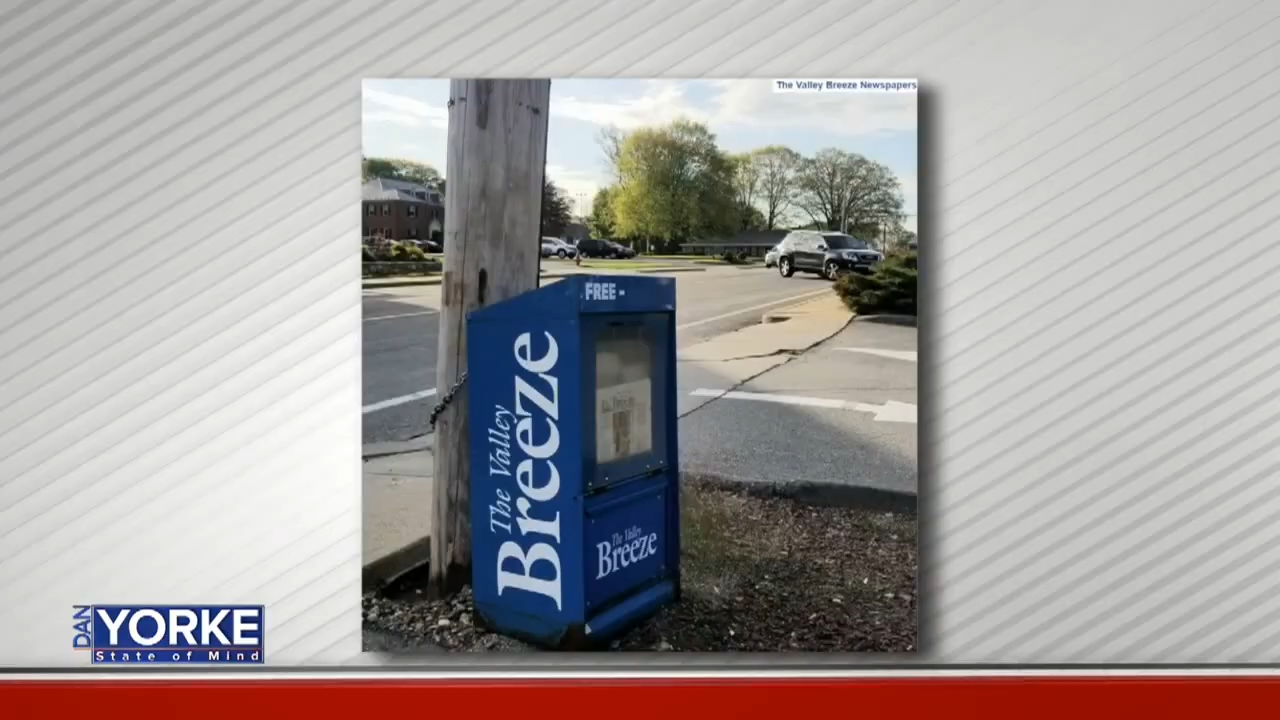 The Valley Breeze Newspapers
FREE -
The Valley
Breeze
The Valley
Breeze
DAN
YORKE
State of Mind